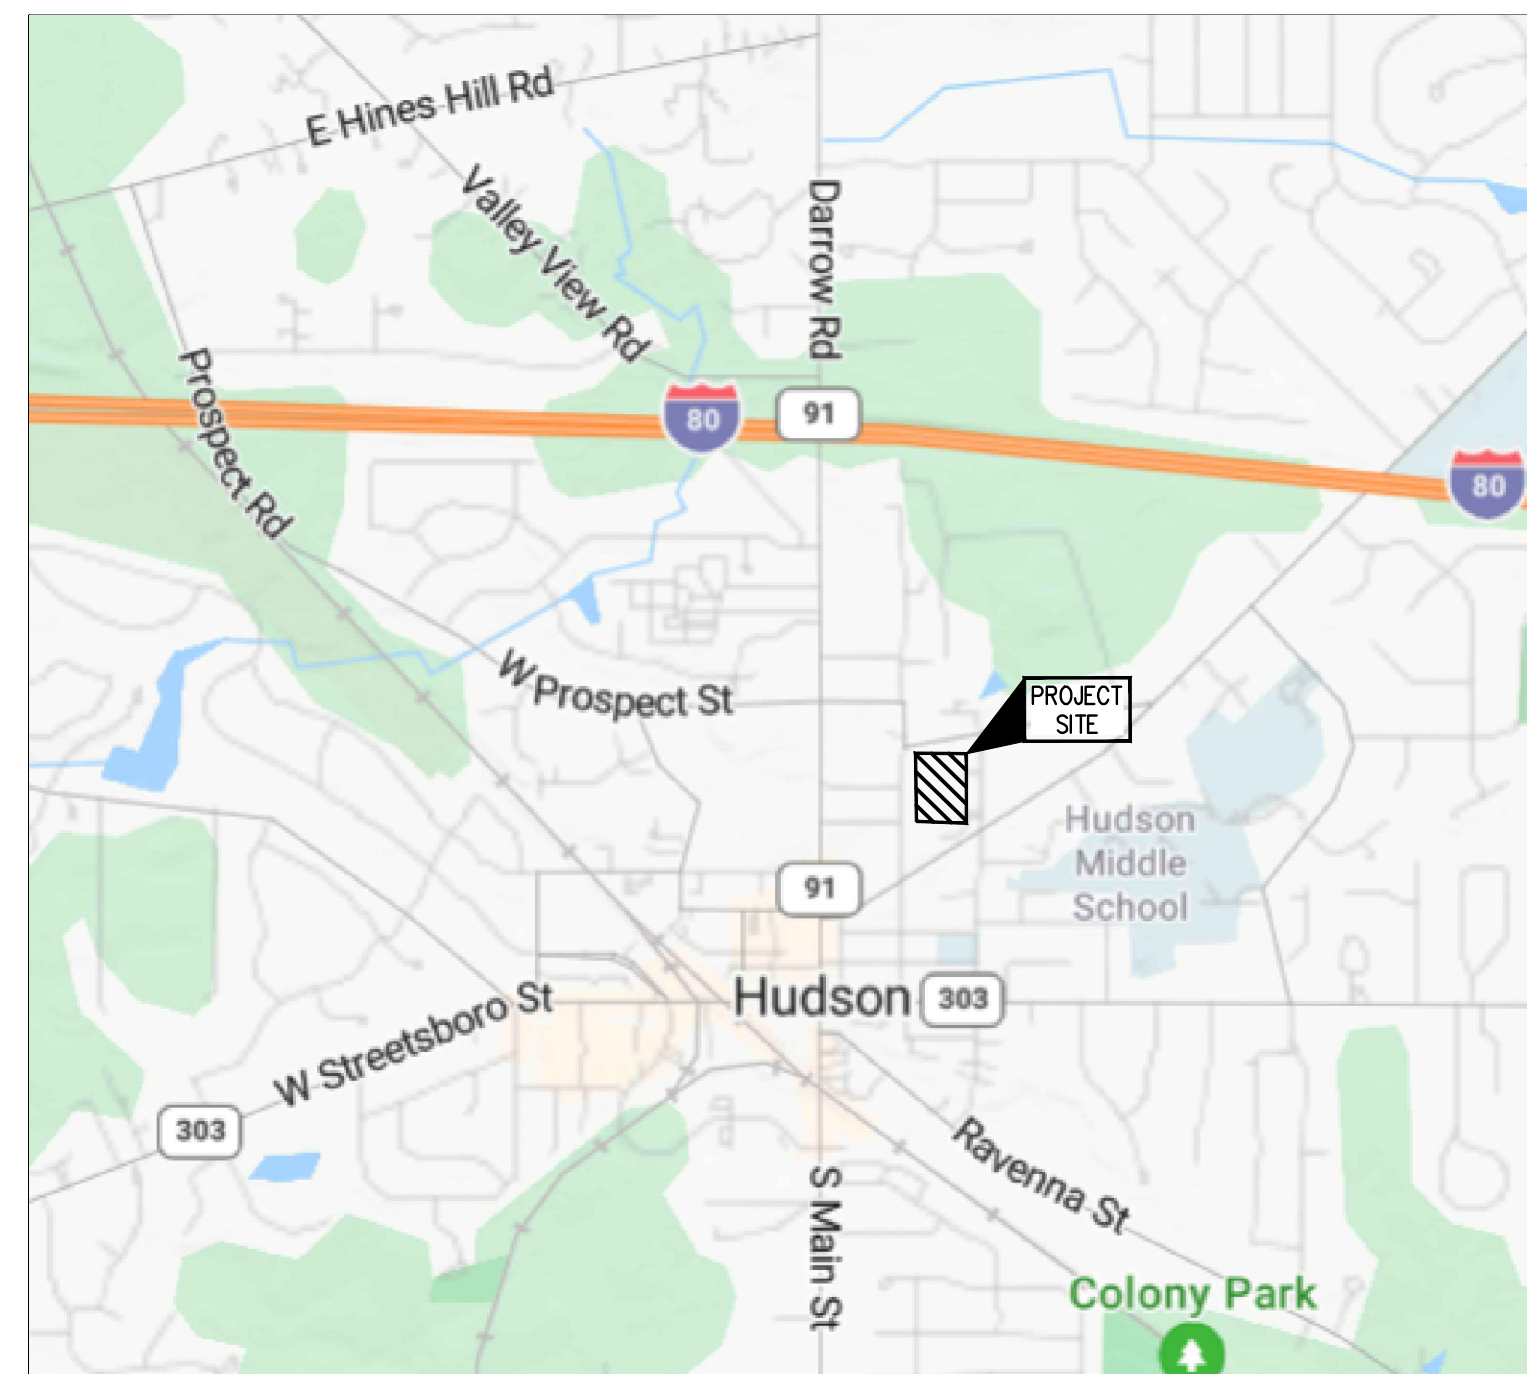 E Hines Hill Rd
Valley View Rd
Darrow Rd
Prospect Rd
80
91
80
W Prospect St
PROJECT
SITE
Hudson
Middle
School
91
Hudson
303
W Streetsboro St
303
Ravenna St
S Main St
Colony Park